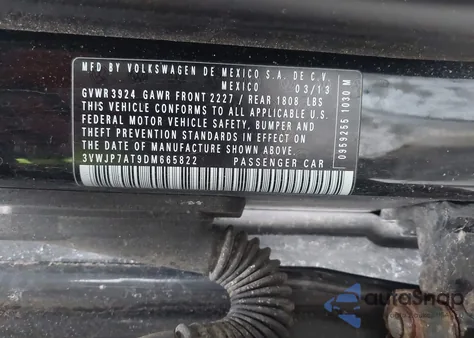 MFD BY VOLKSWAGEN DE MEXICO S.A. DE C.V.
MEXICO 03/13
GVWR 3924 GAWR FRONT 2227 / REAR 1808 LBS
THIS VEHICLE CONFORMS TO ALL APPLICABLE U.S.
FEDERAL MOTOR VEHICLE SAFETY, BUMPER AND
THEFT PREVENTION STANDARDS IN EFFECT ON
THE DATE OF MANUFACTURE SHOWN ABOVE.
3VWJP7AT9DM665822 PASSENGER CAR
0959255 1030 M
autoSnap